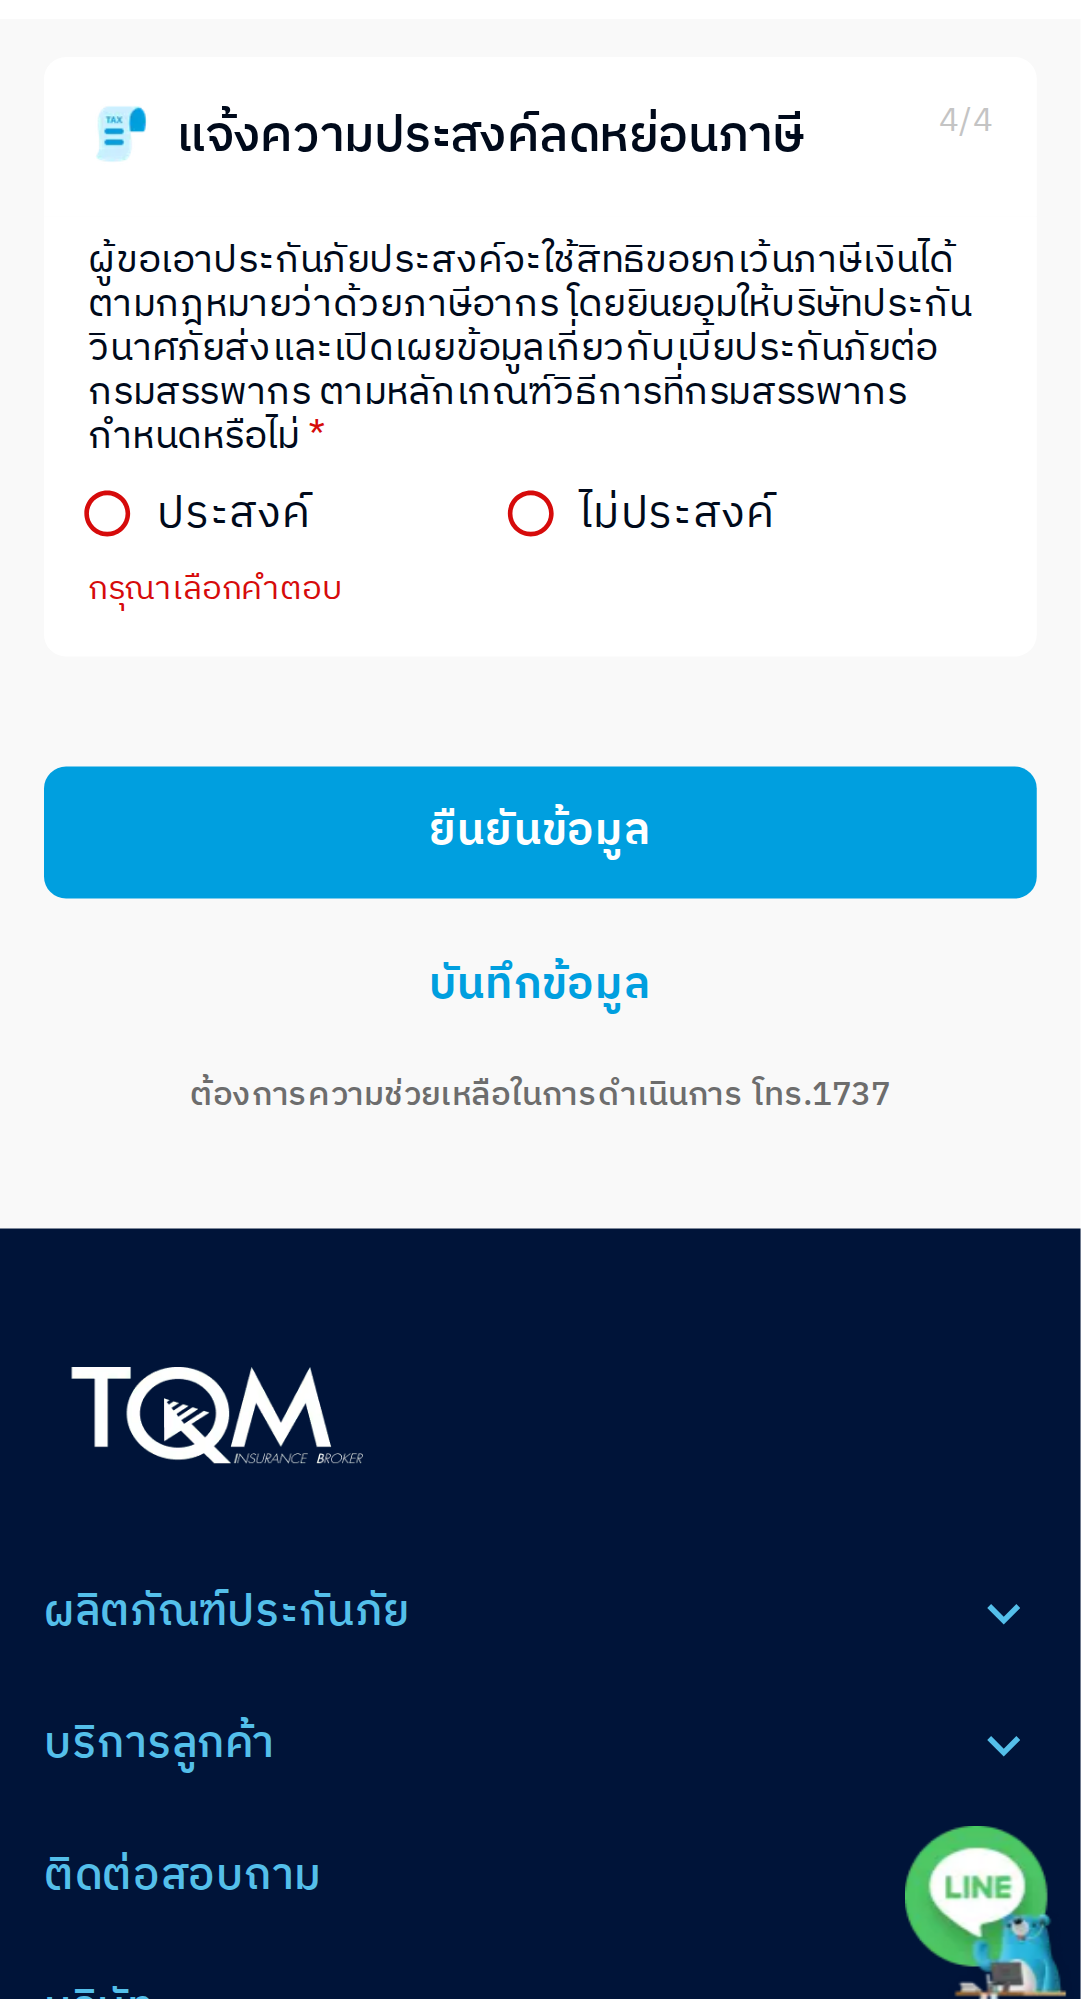 TAX
แจ้งความประสงค์ลดหย่อนภาษี
4/4
ผู้ขอเอาประกันภัยประสงค์จะใช้สิทธิขอยกเว้นภาษีเงินได้
ตามกฎหมายว่าด้วยภาษีอากร โดยยินยอมให้บริษัทประกัน
วินาศภัยส่งและเปิดเผยข้อมูลเกี่ยวกับเบี้ยประกันภัยต่อ
กรมสรรพากร ตามหลักเกณฑ์วิธีการที่กรมสรรพากร
กำหนดหรือไม่ *
ประสงค์ ไม่ประสงค์
กรุณาเลือกคำตอบ
ยืนยันข้อมูล
บันทึกข้อมูล
ต้องการความช่วยเหลือในการดำเนินการ โทร.1737
TQM
INSURANCE BROKER
ผลิตภัณฑ์ประกันภัย
บริการลูกค้า
ติดต่อสอบถาม
LINE